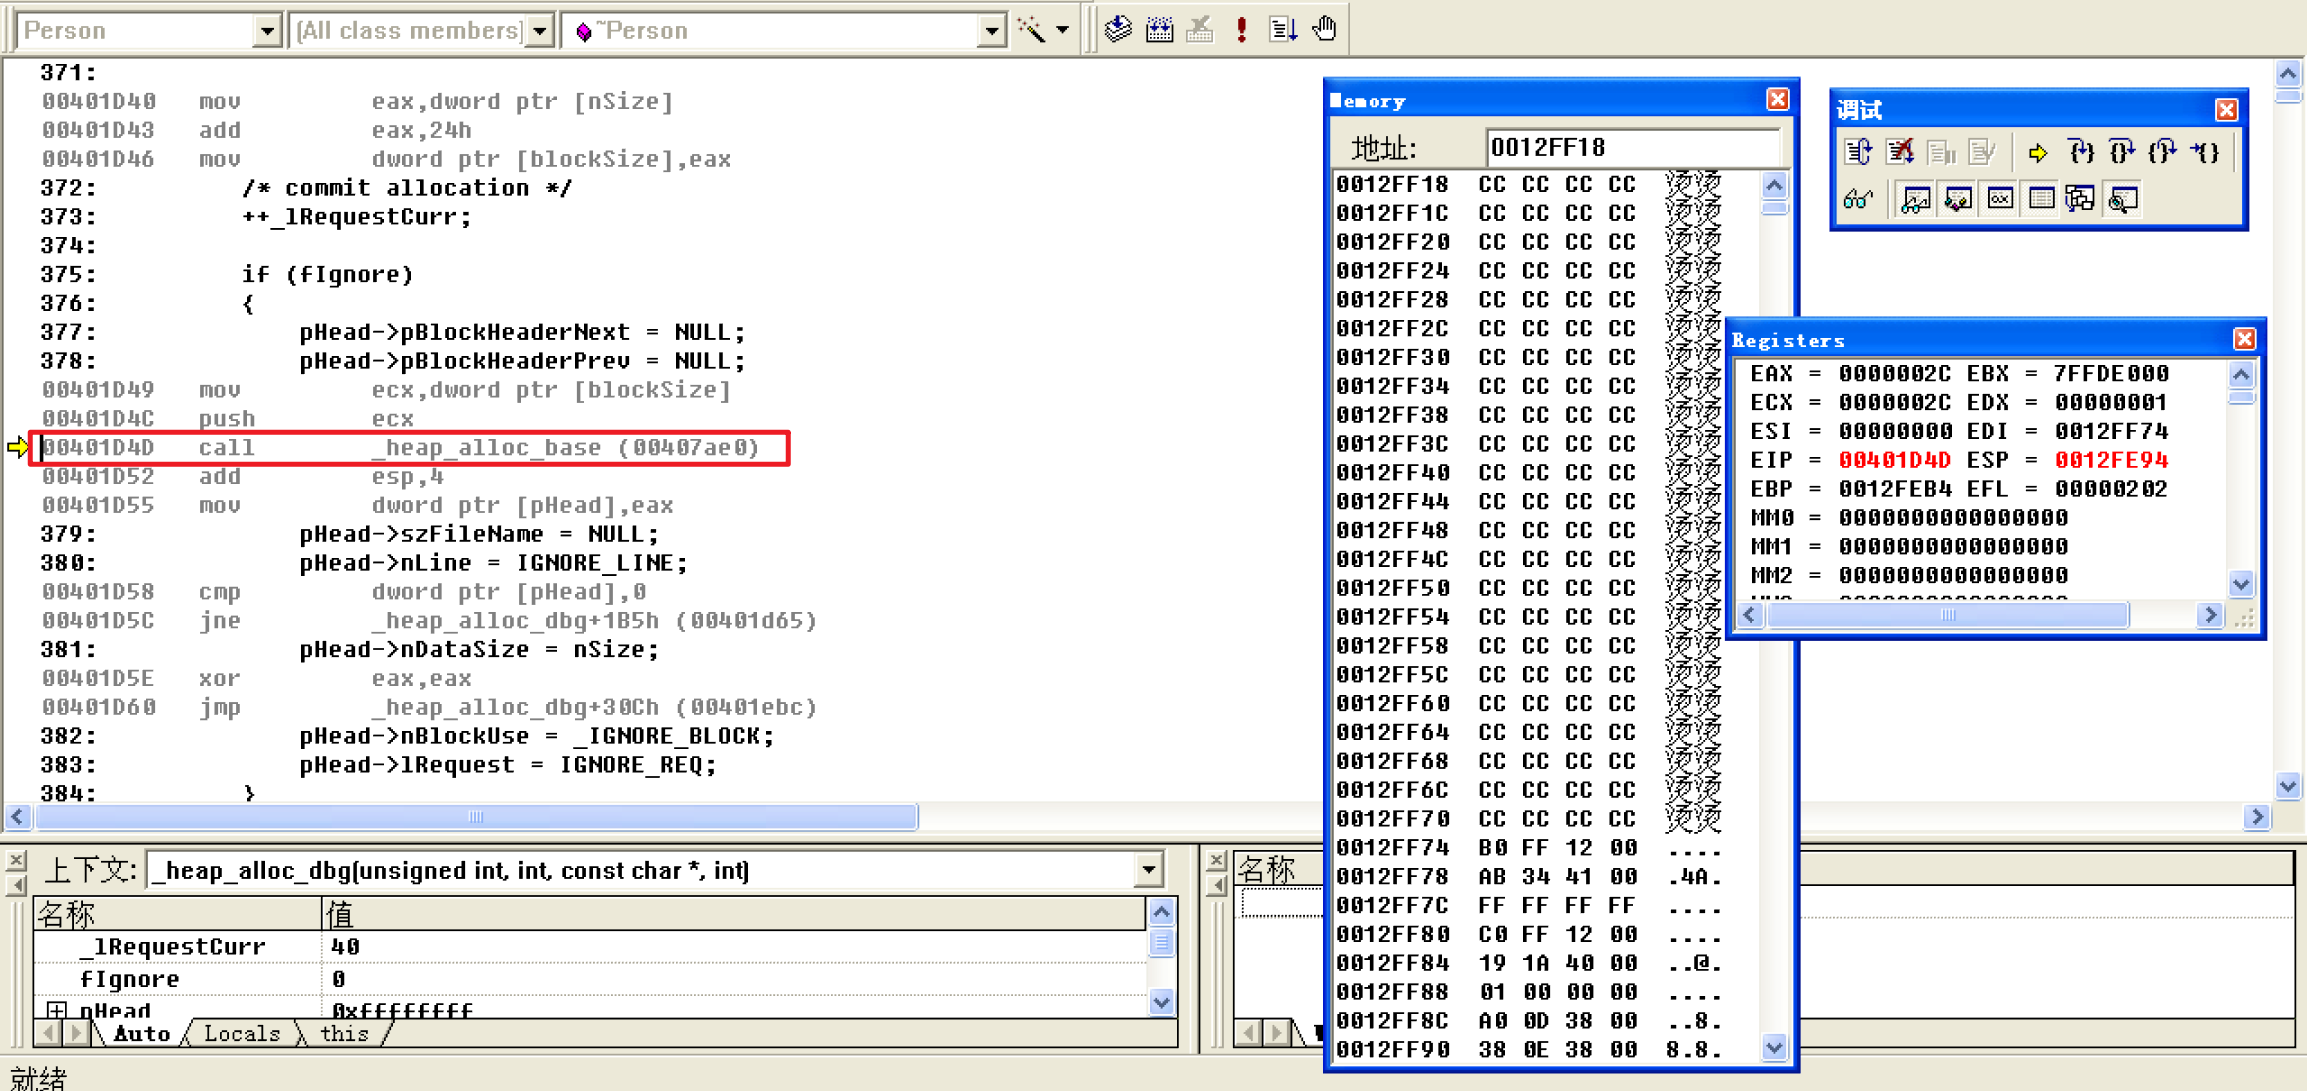 Person [All class members] ~Person
371:
00401D40 mov eax,dword ptr [nSize]
00401D43 add eax,24h
00401D46 mov dword ptr [blockSize],eax
372: /* commit allocation */
373: ++_lRequestCurr;
374:
375: if (fIgnore)
376: {
377: pHead->pBlockHeaderNext = NULL;
378: pHead->pBlockHeaderPrev = NULL;
00401D49 mov ecx,dword ptr [blockSize]
00401D4C push ecx
00401D4D call _heap_alloc_base (00407ae0)
00401D52 add esp,4
00401D55 mov dword ptr [pHead],eax
379: pHead->szFileName = NULL;
380: pHead->nLine = IGNORE_LINE;
00401D58 cmp dword ptr [pHead],0
00401D5C jne _heap_alloc_dbg+1B5h (00401d65)
381: pHead->nDataSize = nSize;
00401D5E xor eax,eax
00401D60 jmp _heap_alloc_dbg+30Ch (00401ebc)
382: pHead->nBlockUse = _IGNORE_BLOCK;
383: pHead->lRequest = IGNORE_REQ;
384: }
Memory
地址: 0012FF18
0012FF18 CC CC CC CC 烫烫
0012FF1C CC CC CC CC 烫烫
0012FF20 CC CC CC CC 烫烫
0012FF24 CC CC CC CC 烫烫
0012FF28 CC CC CC CC 烫烫
0012FF2C CC CC CC CC 烫烫
0012FF30 CC CC CC CC 烫烫
0012FF34 CC CC CC CC 烫烫
0012FF38 CC CC CC CC 烫烫
0012FF3C CC CC CC CC 烫烫
0012FF40 CC CC CC CC 烫烫
0012FF44 CC CC CC CC 烫烫
0012FF48 CC CC CC CC 烫烫
0012FF4C CC CC CC CC 烫烫
0012FF50 CC CC CC CC 烫烫
0012FF54 CC CC CC CC 烫烫
0012FF58 CC CC CC CC 烫烫
0012FF5C CC CC CC CC 烫烫
0012FF60 CC CC CC CC 烫烫
0012FF64 CC CC CC CC 烫烫
0012FF68 CC CC CC CC 烫烫
0012FF6C CC CC CC CC 烫烫
0012FF70 CC CC CC CC 烫烫
0012FF74 B0 FF 12 00 ....
0012FF78 AB 34 41 00 .4A.
0012FF7C FF FF FF FF ....
0012FF80 C0 FF 12 00 ....
0012FF84 19 1A 40 00 ..@.
0012FF88 01 00 00 00 ....
0012FF8C A0 0D 38 00 ..8.
0012FF90 38 0E 38 00 8.8.
调试
Registers
EAX = 0000002C EBX = 7FFDE000
ECX = 0000002C EDX = 00000001
ESI = 00000000 EDI = 0012FF74
EIP = 00401D4D ESP = 0012FE94
EBP = 0012FEB4 EFL = 00000202
MM0 = 0000000000000000
MM1 = 0000000000000000
MM2 = 0000000000000000
上下文: _heap_alloc_dbg(unsigned int, int, const char *, int)
名称 值
_lRequestCurr 40
fIgnore 0
pHead 0xffffffff
Auto Locals this
名称
就绪